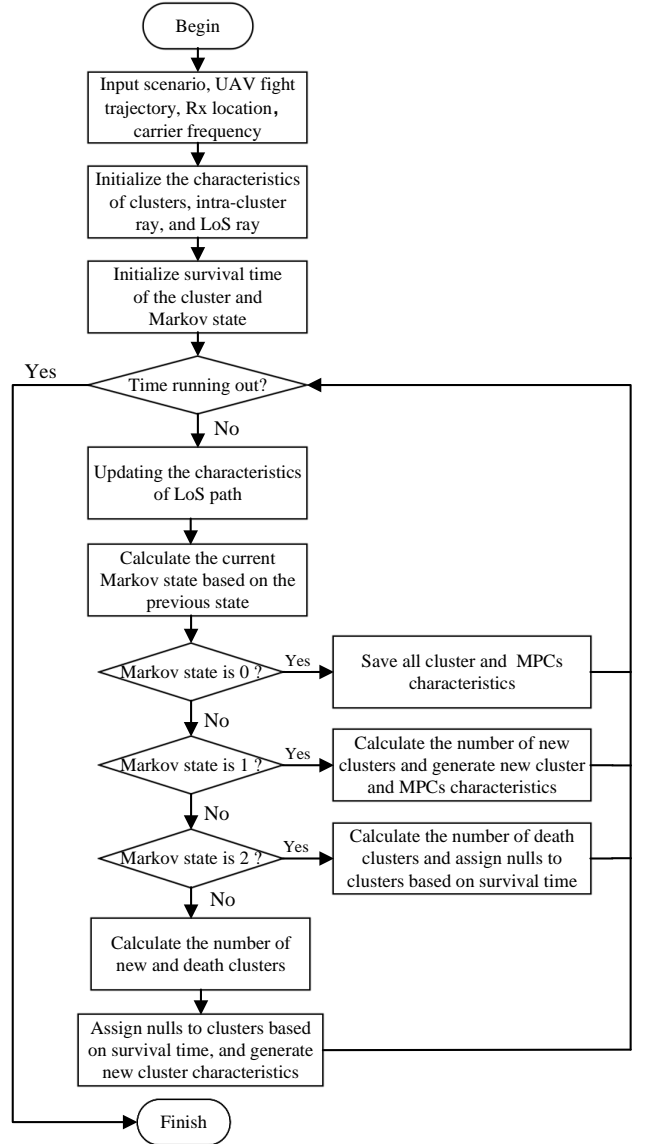 Begin
Input scenario, UAV fight
trajectory, Rx location,
carrier frequency
Initialize the characteristics
of clusters, intra-cluster
ray, and LoS ray
Initialize survival time
of the cluster and
Markov state
Yes
Time running out?
No
Updating the characteristics
of LoS path
Calculate the current
Markov state based on the
previous state
Markov state is 0 ?
Yes
Save all cluster and MPCs
characteristics
No
Markov state is 1 ?
Yes
Calculate the number of new
clusters and generate new cluster
and MPCs characteristics
No
Markov state is 2 ?
Yes
Calculate the number of death
clusters and assign nulls to
clusters based on survival time
No
Calculate the number of
new and death clusters
Assign nulls to clusters based
on survival time, and generate
new cluster characteristics
Finish